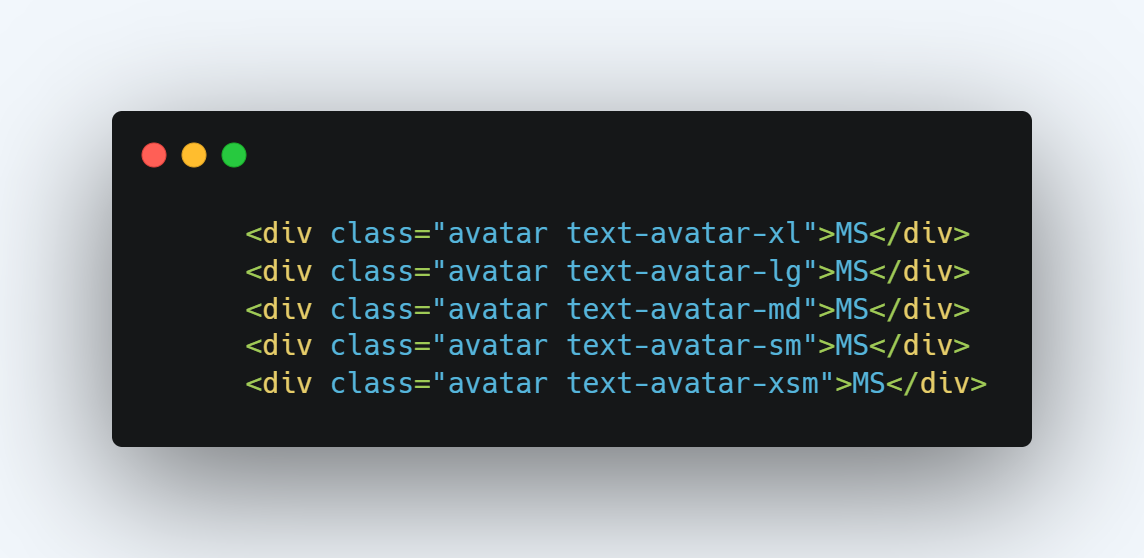 <div class="avatar text-avatar-xl">MS</div>
<div class="avatar text-avatar-lg">MS</div>
<div class="avatar text-avatar-md">MS</div>
<div class="avatar text-avatar-sm">MS</div>
<div class="avatar text-avatar-xsm">MS</div>